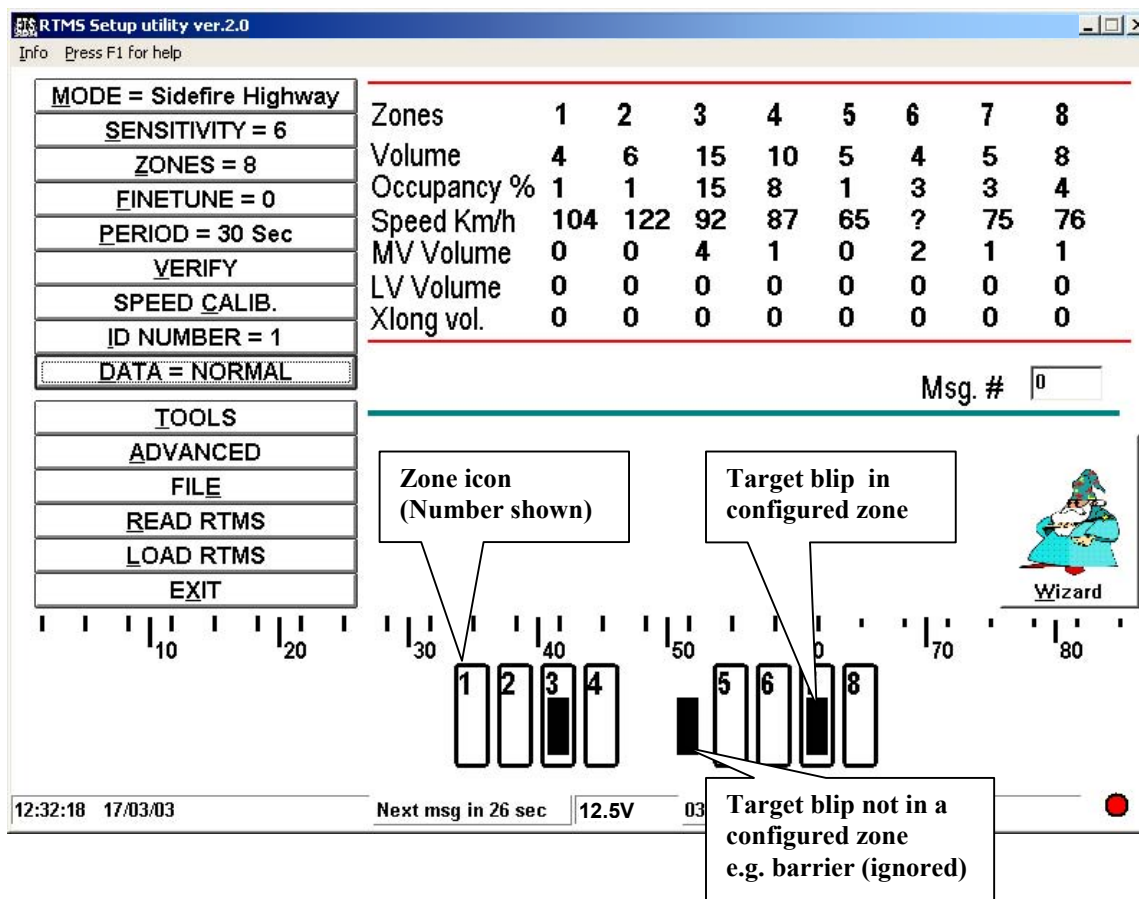 RTMS Setup utility ver.2.0
Info Press F1 for help
MODE = Sidefire Highway
SENSITIVITY = 6
ZONES = 8
FINETUNE = 0
PERIOD = 30 Sec
VERIFY
SPEED CALIB.
ID NUMBER = 1
DATA = NORMAL
TOOLS
ADVANCED
FILE
READ RTMS
LOAD RTMS
EXIT
Zones 1 2 3 4 5 6 7 8
Volume 4 6 15 10 5 4 5 8
Occupancy % 1 1 15 8 1 3 3 4
Speed Km/h 104 122 92 87 65 ? 75 76
MV Volume 0 0 4 1 0 2 1 1
LV Volume 0 0 0 0 0 0 0 0
Xlong vol. 0 0 0 0 0 0 0 0
Msg. # 0
Zone icon
(Number shown)
Target blip in
configured zone
Wizard
10 20 30 40 50 0 70 80
1 2 3 4 5 6 8
12:32:18 17/03/03 Next msg in 26 sec 12.5V 03
Target blip not in a
configured zone
e.g. barrier (ignored)